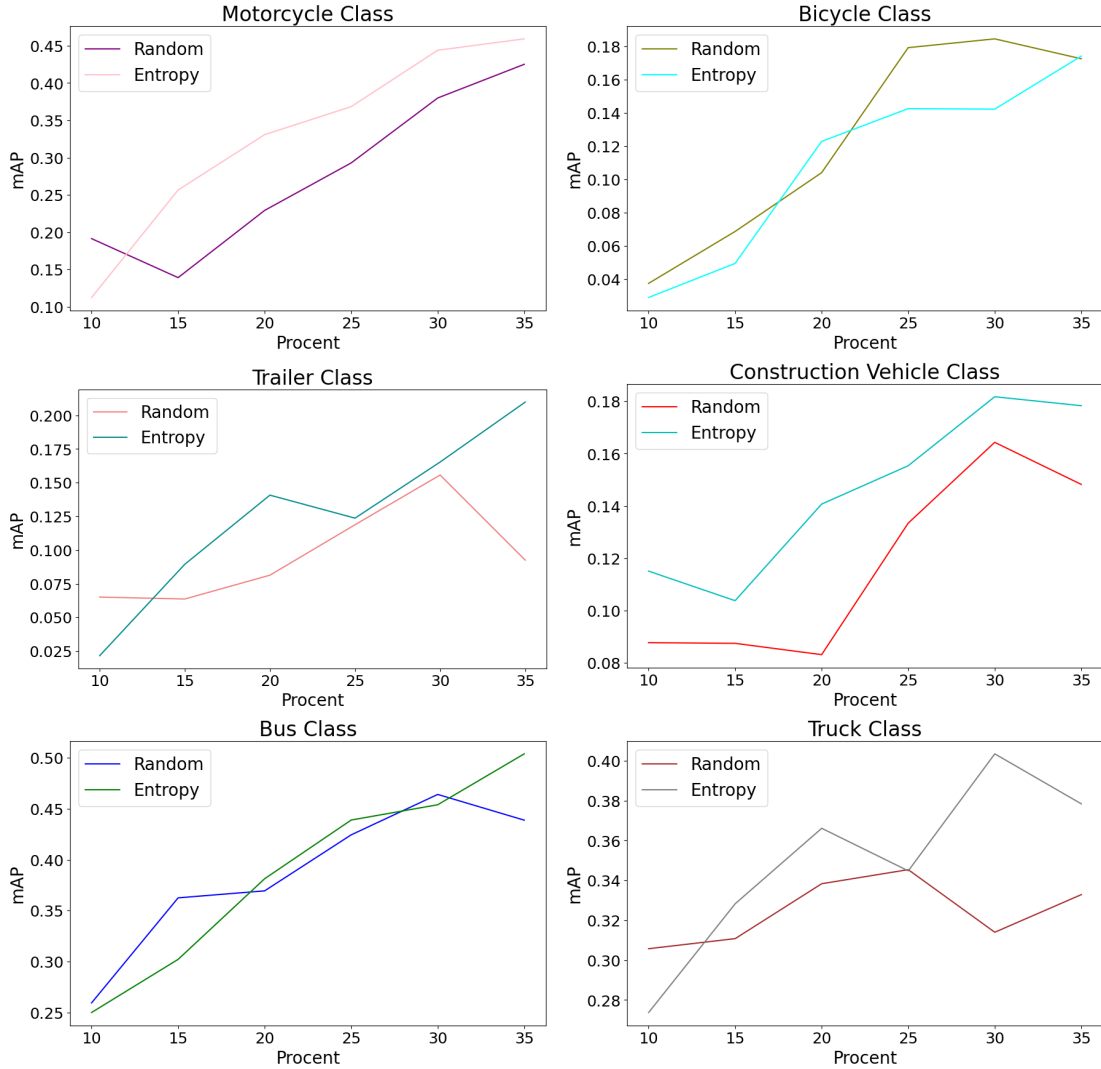 Motorcycle Class
Random
Entropy
mAP
0.45
0.40
0.35
0.30
0.25
0.20
0.15
0.10
10 15 20 25 30 35
Procent
Bicycle Class
Random
Entropy
mAP
0.18
0.16
0.14
0.12
0.10
0.08
0.06
0.04
10 15 20 25 30 35
Procent
Trailer Class
Random
Entropy
mAP
0.200
0.175
0.150
0.125
0.100
0.075
0.050
0.025
10 15 20 25 30 35
Procent
Construction Vehicle Class
Random
Entropy
mAP
0.18
0.16
0.14
0.12
0.10
0.08
10 15 20 25 30 35
Procent
Bus Class
Random
Entropy
mAP
0.50
0.45
0.40
0.35
0.30
0.25
10 15 20 25 30 35
Procent
Truck Class
Random
Entropy
mAP
0.40
0.38
0.36
0.34
0.32
0.30
0.28
10 15 20 25 30 35
Procent